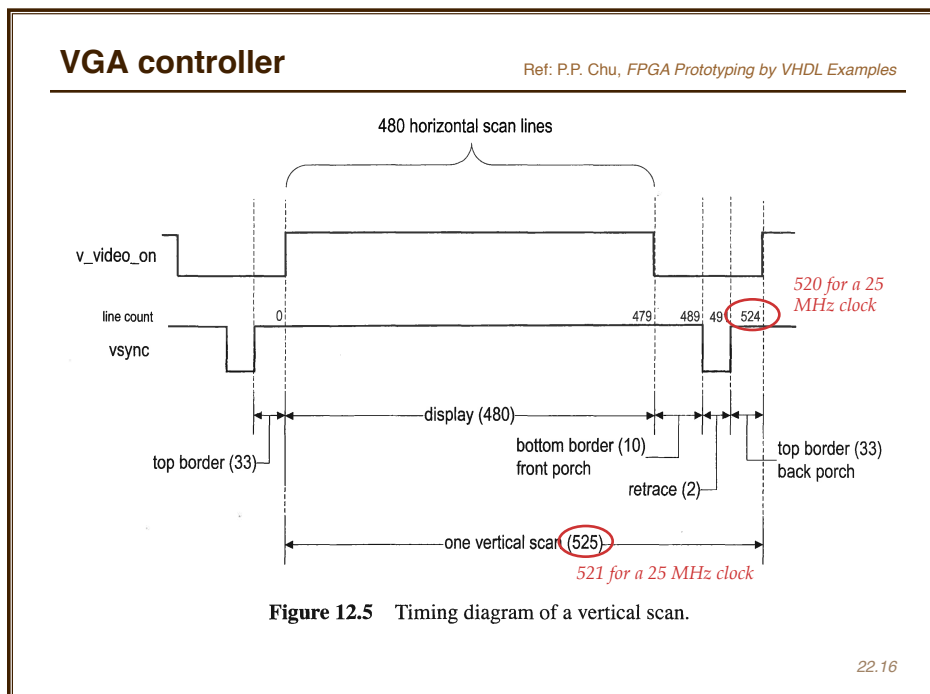 VGA controller
Ref: P.P. Chu, FPGA Prototyping by VHDL Examples
480 horizontal scan lines
v_video_on
520 for a 25
MHz clock
line count
0
479
489
491
524
vsync
display (480)
top border (33)
bottom border (10)
front porch
retrace (2)
top border (33)
back porch
one vertical scan (525)
521 for a 25 MHz clock
Figure 12.5 Timing diagram of a vertical scan.
22.16